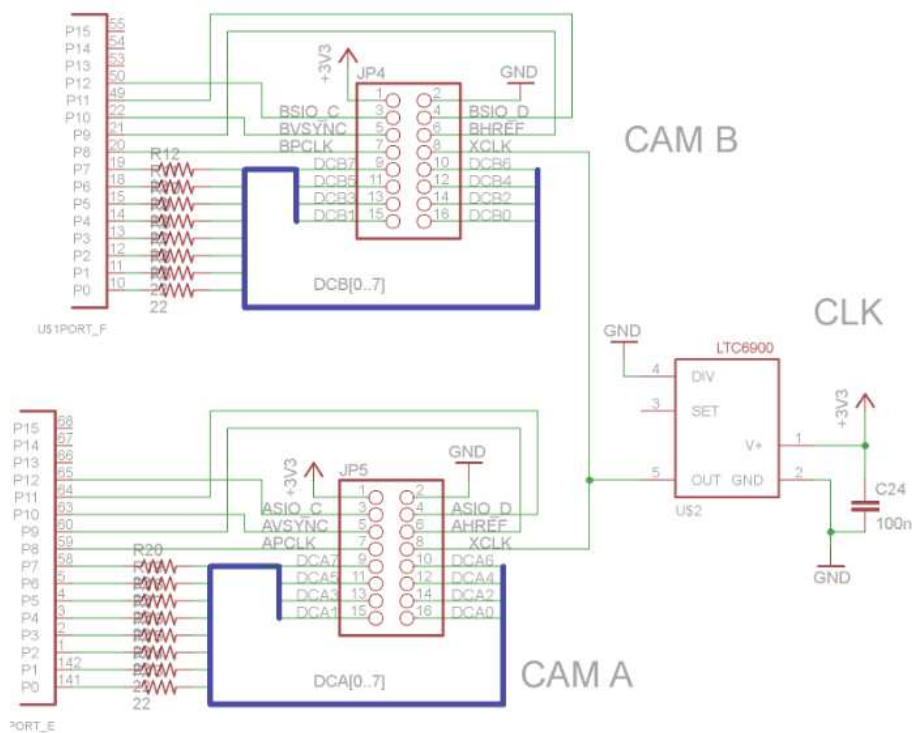 P15 55
P14 54
P13 53
P12 50
P11 49
P10 22
P9 21
P8 20
P7 19
P6 18
P5 15
P4 14
P3 13
P2 12
P1 11
P0 10
R12
22
U$1PORT_F
+3V3
JP4
GND
1 2
BSIO_C 3 4 BSIO_D
BVSYNC 5 6 BHREF
BPCLK 7 8 XCLK
DCB7 9 10 DCB6
DCB5 11 12 DCB4
DCB3 13 14 DCB2
DCB1 15 16 DCB0
DCB[0..7]
CAM B
CLK
GND
LTC6900
4 DIV
3 SET
V+ 1
5 OUT GND 2
U$2
+3V3
C24
100n
GND
P15 68
P14 67
P13 66
P12 65
P11 64
P10 63
P9 60
P8 59
P7 58
P6 5
P5 4
P4 3
P3 2
P2 1
P1 142
P0 141
R20
22
PORT_E
+3V3
JP5
GND
1 2
ASIO_C 3 4 ASIO_D
AVSYNC 5 6 AHREF
APCLK 7 8 XCLK
DCA7 9 10 DCA6
DCA5 11 12 DCA4
DCA3 13 14 DCA2
DCA1 15 16 DCA0
DCA[0..7]
CAM A